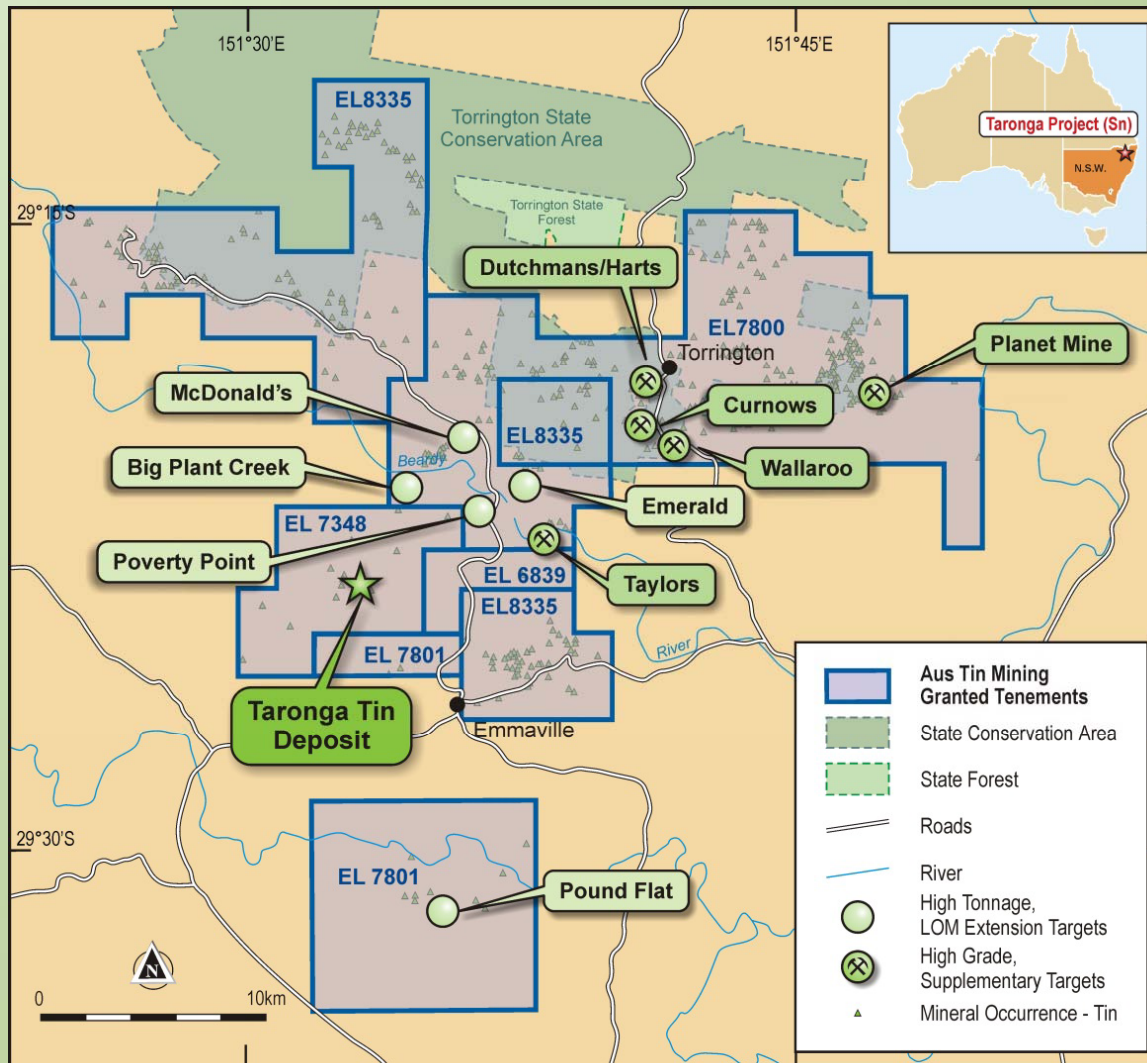 151°30'E
151°45'E
29°15'S
29°30'S
EL8335
Torrington State
Conservation Area
Torrington State
Forest
Taronga Project (Sn)
N.S.W.
Dutchmans/Harts
EL7800
Torrington
Planet Mine
McDonald's
Curnows
EL8335
Big Plant Creek
Beardy
Wallaroo
Emerald
EL 7348
Poverty Point
EL 6839
Taylors
EL8335
River
EL 7801
Taronga Tin
Deposit
Emmaville
EL 7801
Pound Flat
N
0
10km
Aus Tin Mining
Granted Tenements
State Conservation Area
State Forest
Roads
River
High Tonnage,
LOM Extension Targets
High Grade,
Supplementary Targets
Mineral Occurrence - Tin